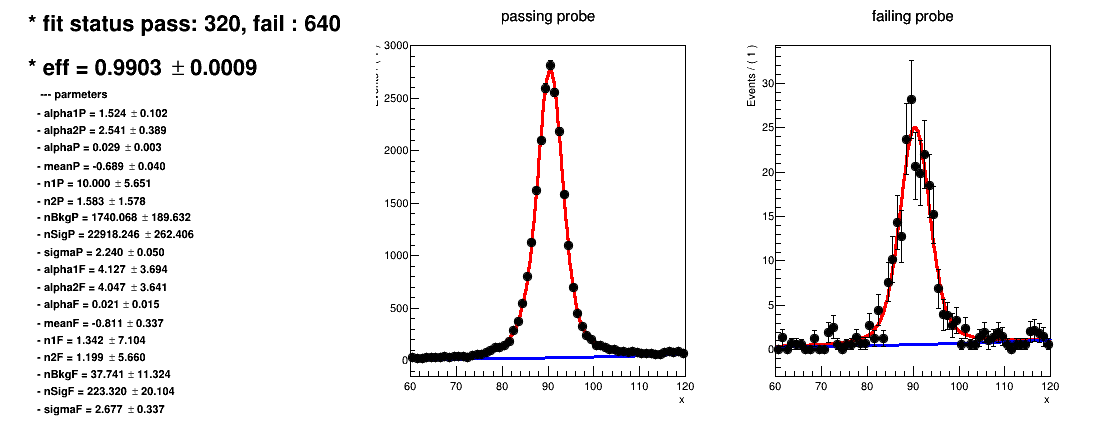 * fit status pass: 320, fail : 640
* eff = 0.9903 ± 0.0009
--- parmeters
- alpha1P = 1.524 ± 0.102
- alpha2P = 2.541 ± 0.389
- alphaP = 0.029 ± 0.003
- meanP = -0.689 ± 0.040
- n1P = 10.000 ± 5.651
- n2P = 1.583 ± 1.578
- nBkgP = 1740.068 ± 189.632
- nSigP = 22918.246 ± 262.406
- sigmaP = 2.240 ± 0.050
- alpha1F = 4.127 ± 3.694
- alpha2F = 4.047 ± 3.641
- alphaF = 0.021 ± 0.015
- meanF = -0.811 ± 0.337
- n1F = 1.342 ± 7.104
- n2F = 1.199 ± 5.660
- nBkgF = 37.741 ± 11.324
- nSigF = 223.320 ± 20.104
- sigmaF = 2.677 ± 0.337
passing probe
3000
2500
2000
1500
1000
500
0
60 70 80 90 100 110 120
x
failing probe
Events / ( 1 )
30
25
20
15
10
5
0
60 70 80 90 100 110 120
x